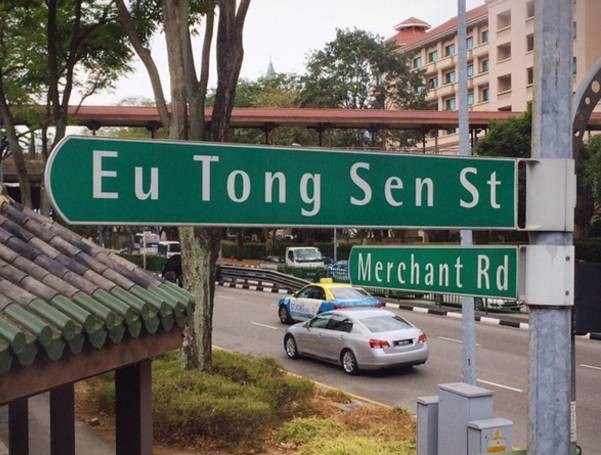 Eu Tong Sen St
Merchant Rd